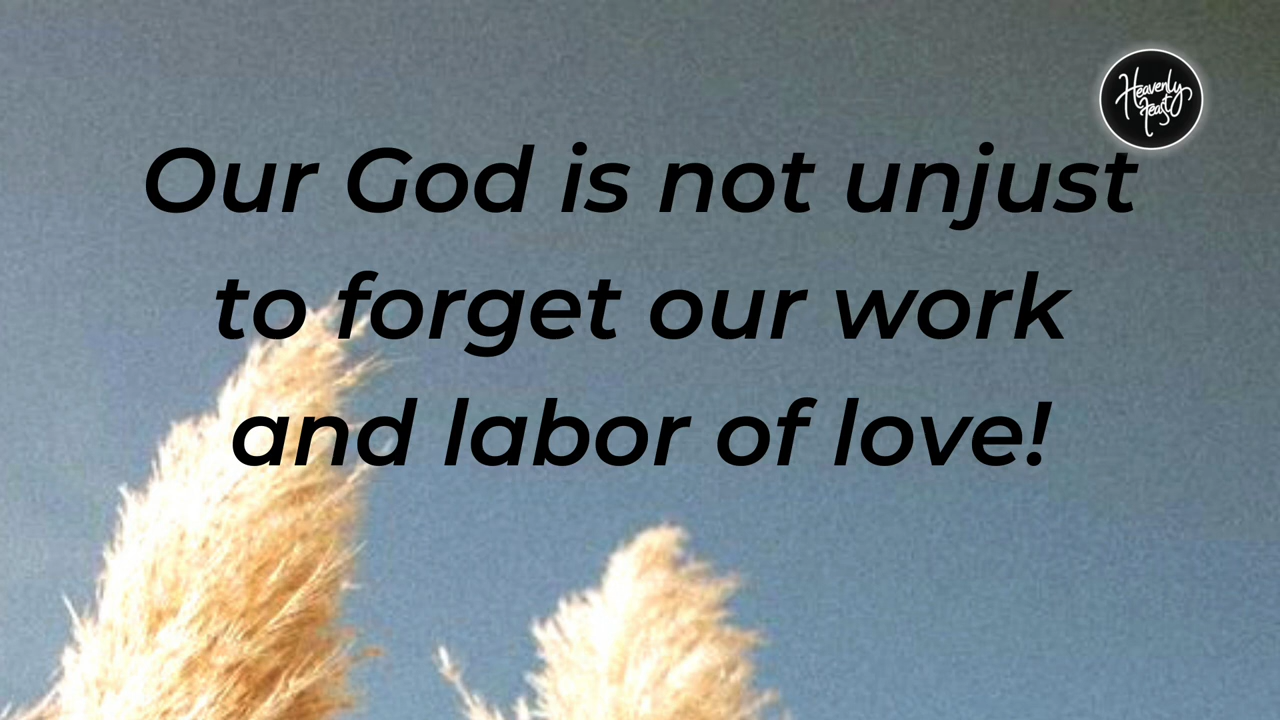 Heavenly
feast
Our God is not unjust
to forget our work
and labor of love!